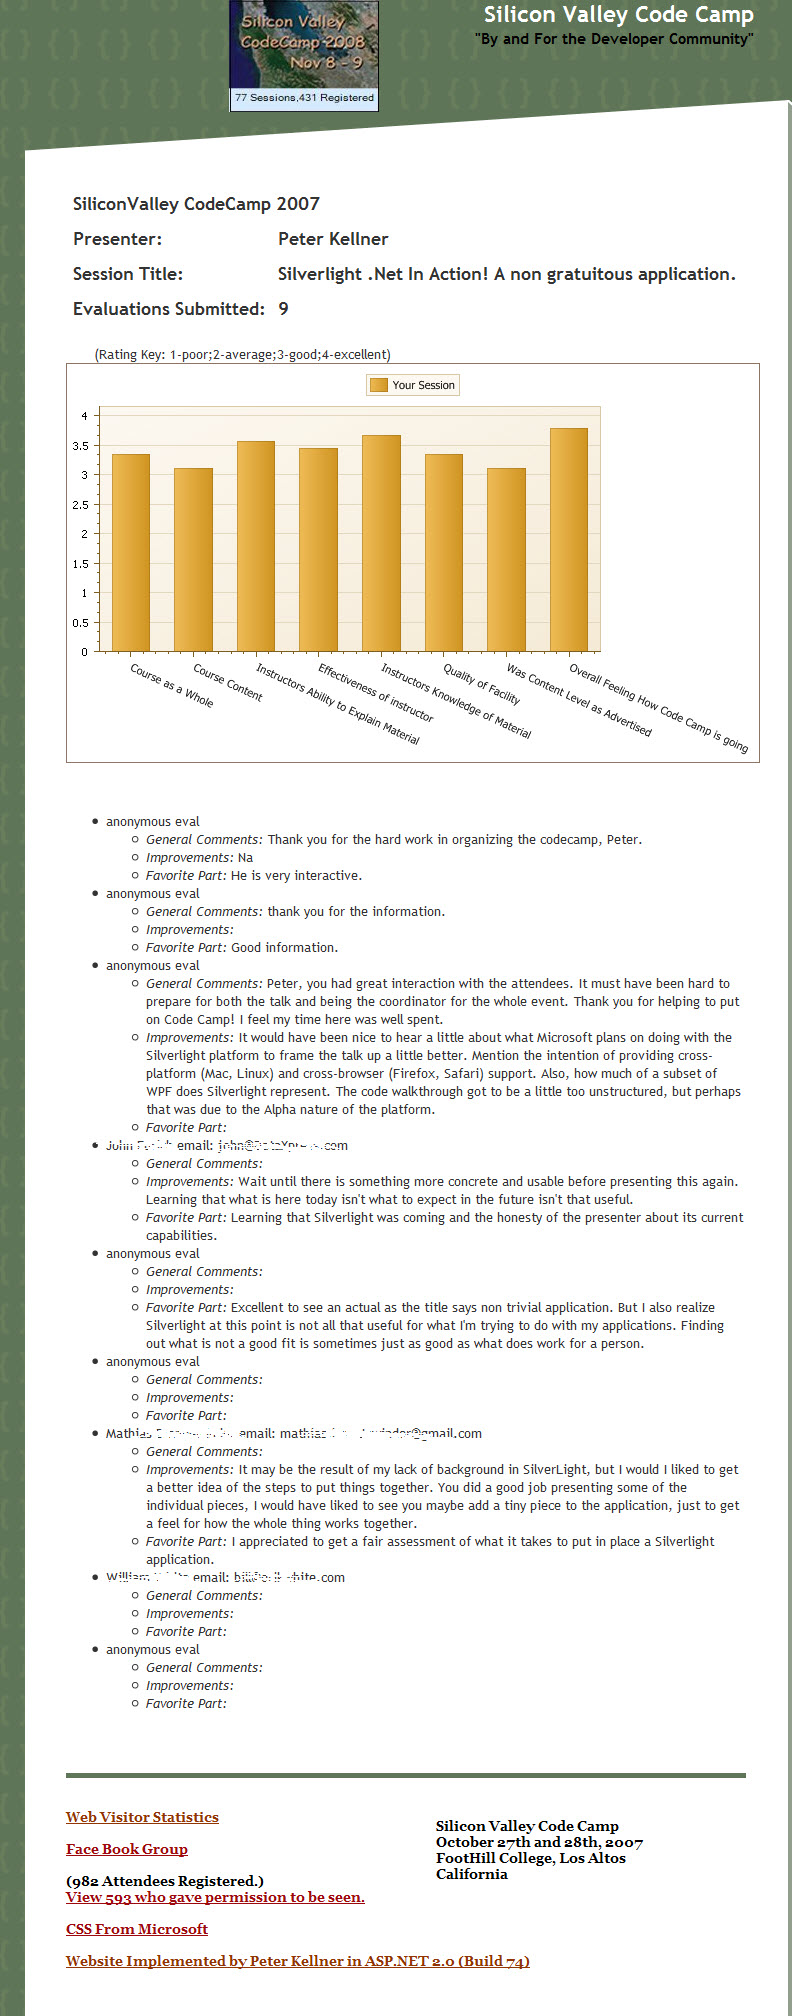 Silicon Valley Code Camp
"By and For the Developer Community"
Silicon Valley
CodeCamp 2008
Nov 8 - 9
77 Sessions,431 Registered
SiliconValley CodeCamp 2007
Presenter: Peter Kellner
Session Title: Silverlight .Net In Action! A non gratuitous application.
Evaluations Submitted: 9
(Rating Key: 1-poor;2-average;3-good;4-excellent)
Your Session
4
3.5
3
2.5
2
1.5
1
0.5
0
Course as a Whole
Course Content
Instructors Ability to Explain Material
Effectiveness of instructor
Instructors Knowledge of Material
Quality of Facility
Was Content Level as Advertised
Overall Feeling How Code Camp is going
anonymous eval
General Comments: Thank you for the hard work in organizing the codecamp, Peter.
Improvements: Na
Favorite Part: He is very interactive.
anonymous eval
General Comments: thank you for the information.
Improvements:
Favorite Part: Good information.
anonymous eval
General Comments: Peter, you had great interaction with the attendees. It must have been hard to
prepare for both the talk and being the coordinator for the whole event. Thank you for helping to put
on Code Camp! I feel my time here was well spent.
Improvements: It would have been nice to hear a little about what Microsoft plans on doing with the
Silverlight platform to frame the talk up a little better. Mention the intention of providing cross-
platform (Mac, Linux) and cross-browser (Firefox, Safari) support. Also, how much of a subset of
WPF does Silverlight represent. The code walkthrough got to be a little too unstructured, but perhaps
that was due to the Alpha nature of the platform.
Favorite Part:
John email:
General Comments:
Improvements: Wait until there is something more concrete and usable before presenting this again.
Learning that what is here today isn't what to expect in the future isn't that useful.
Favorite Part: Learning that Silverlight was coming and the honesty of the presenter about its current
capabilities.
anonymous eval
General Comments:
Improvements:
Favorite Part: Excellent to see an actual as the title says non trivial application. But I also realize
Silverlight at this point is not all that useful for what I'm trying to do with my applications. Finding
out what is not a good fit is sometimes just as good as what does work for a person.
anonymous eval
General Comments:
Improvements:
Favorite Part:
Mathias email:
General Comments:
Improvements: It may be the result of my lack of background in SilverLight, but I would I liked to get
a better idea of the steps to put things together. You did a good job presenting some of the
individual pieces, I would have liked to see you maybe add a tiny piece to the application, just to get
a feel for how the whole thing works together.
Favorite Part: I appreciated to get a fair assessment of what it takes to put in place a Silverlight
application.
William email:
General Comments:
Improvements:
Favorite Part:
anonymous eval
General Comments:
Improvements:
Favorite Part:
Web Visitor Statistics
Face Book Group
(982 Attendees Registered.)
View 593 who gave permission to be seen.
CSS From Microsoft
Website Implemented by Peter Kellner in ASP.NET 2.0 (Build 74)
Silicon Valley Code Camp
October 27th and 28th, 2007
FootHill College, Los Altos
California